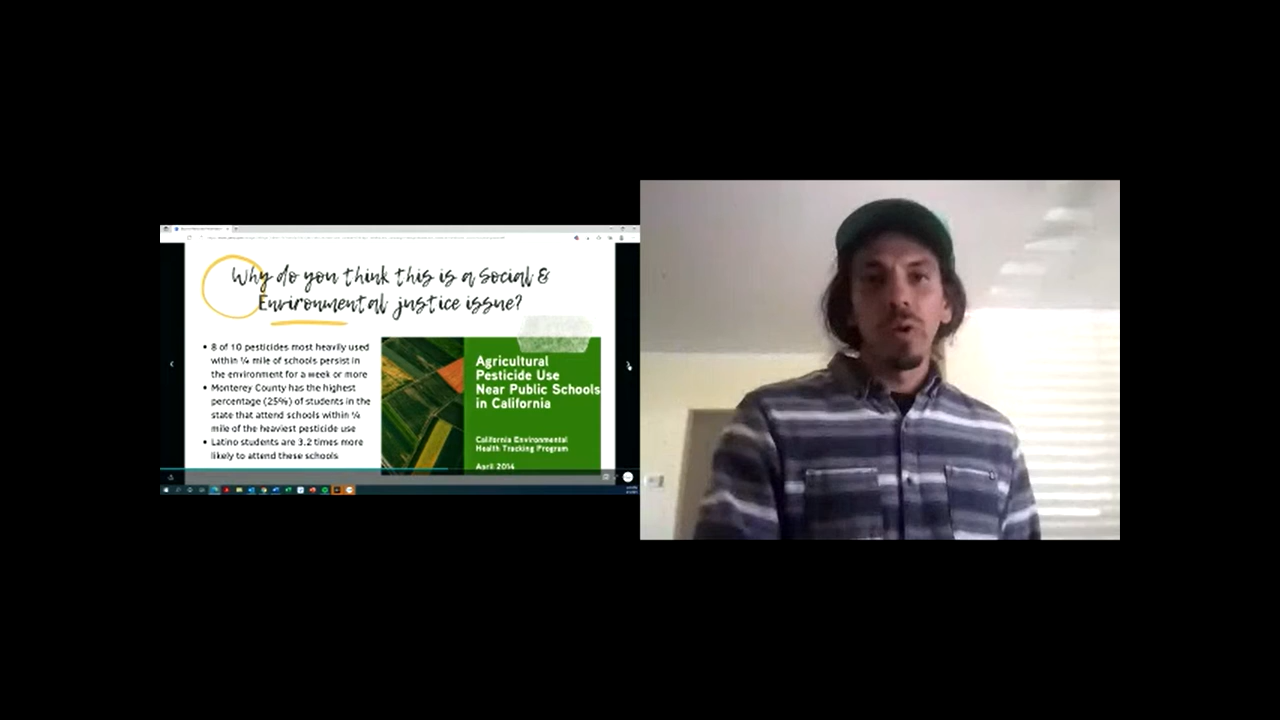 Why do you think this is a Social &
Environmental justice issue?
• 8 of 10 pesticides most heavily used
within ¼ mile of schools persist in
the environment for a week or more
• Monterey County has the highest
percentage (25%) of students in the
state that attend schools within ¼
mile of the heaviest pesticide use
• Latino students are 3.2 times more
likely to attend these schools
Agricultural
Pesticide Use
Near Public Schools
in California
California Environmental
Health Tracking Program
April 2014